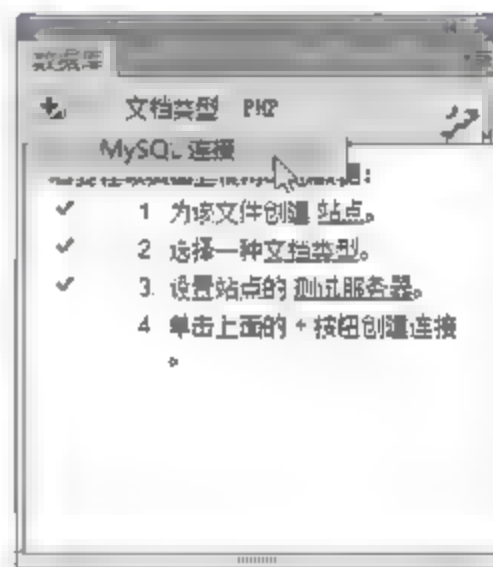 数据库
文档类型 PHP
MySQL 连接
1 为该文件创建 站点。
2 选择一种文档类型。
3. 设置站点的 测试服务器。
4 单击上面的 + 按钮创建连接
。